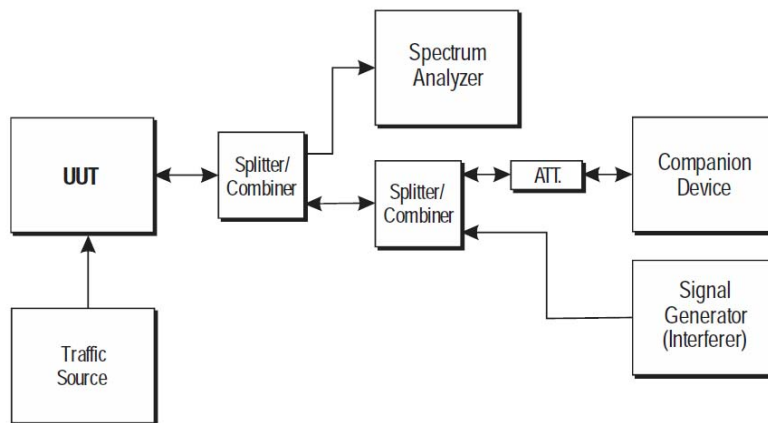 Spectrum
Analyzer
UUT
Splitter/
Combiner
Splitter/
Combiner
ATT.
Companion
Device
Signal
Generator
(Interferer)
Traffic
Source